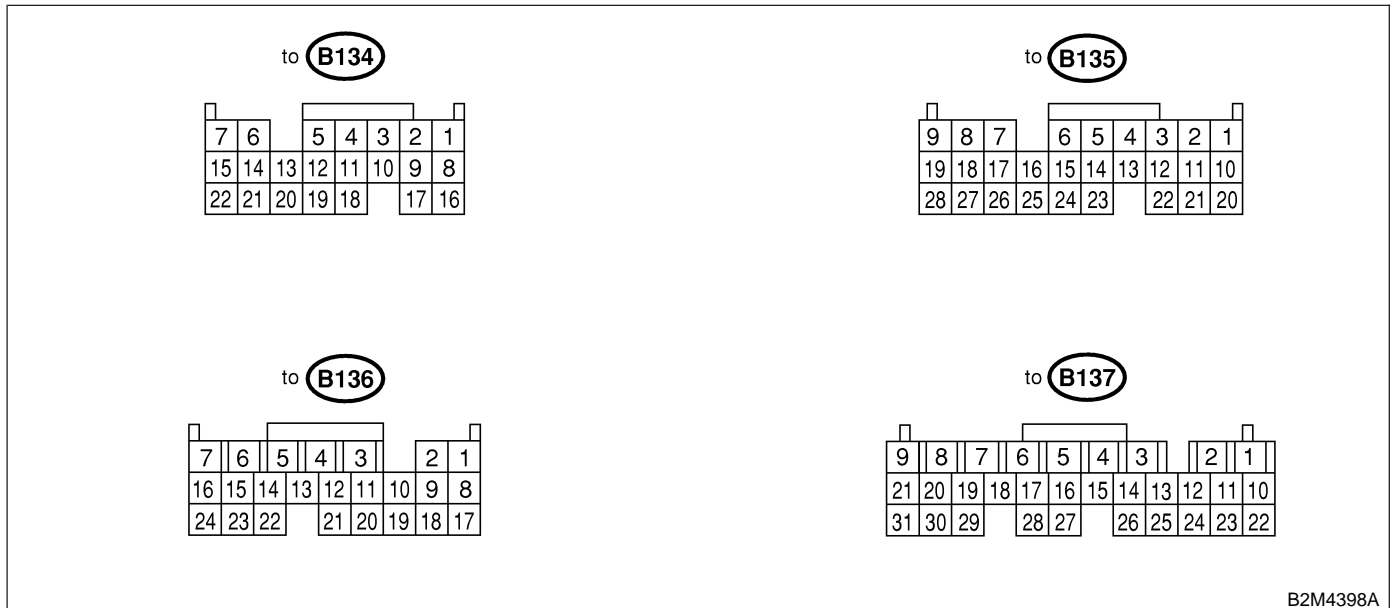 to B134
7 6 5 4 3 2 1
15 14 13 12 11 10 9 8
22 21 20 19 18 17 16
to B135
9 8 7 6 5 4 3 2 1
19 18 17 16 15 14 13 12 11 10
28 27 26 25 24 23 22 21 20
to B136
7 6 5 4 3 2 1
16 15 14 13 12 11 10 9 8
24 23 22 21 20 19 18 17
to B137
9 8 7 6 5 4 3 2 1
21 20 19 18 17 16 15 14 13 12 11 10
31 30 29 28 27 26 25 24 23 22
B2M4398A